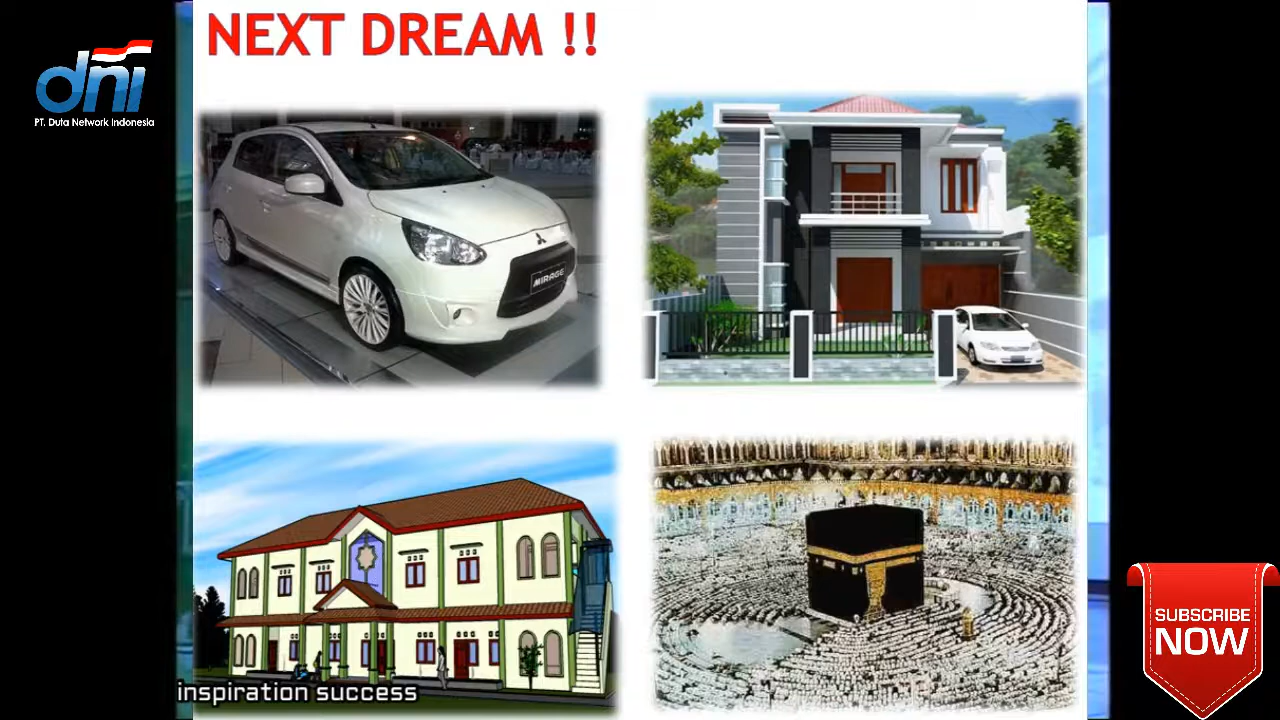 NEXT DREAM !!
dni
PT. Duta Network Indonesia
MIRAGE
SUBSCRIBE
NOW
inspiration success